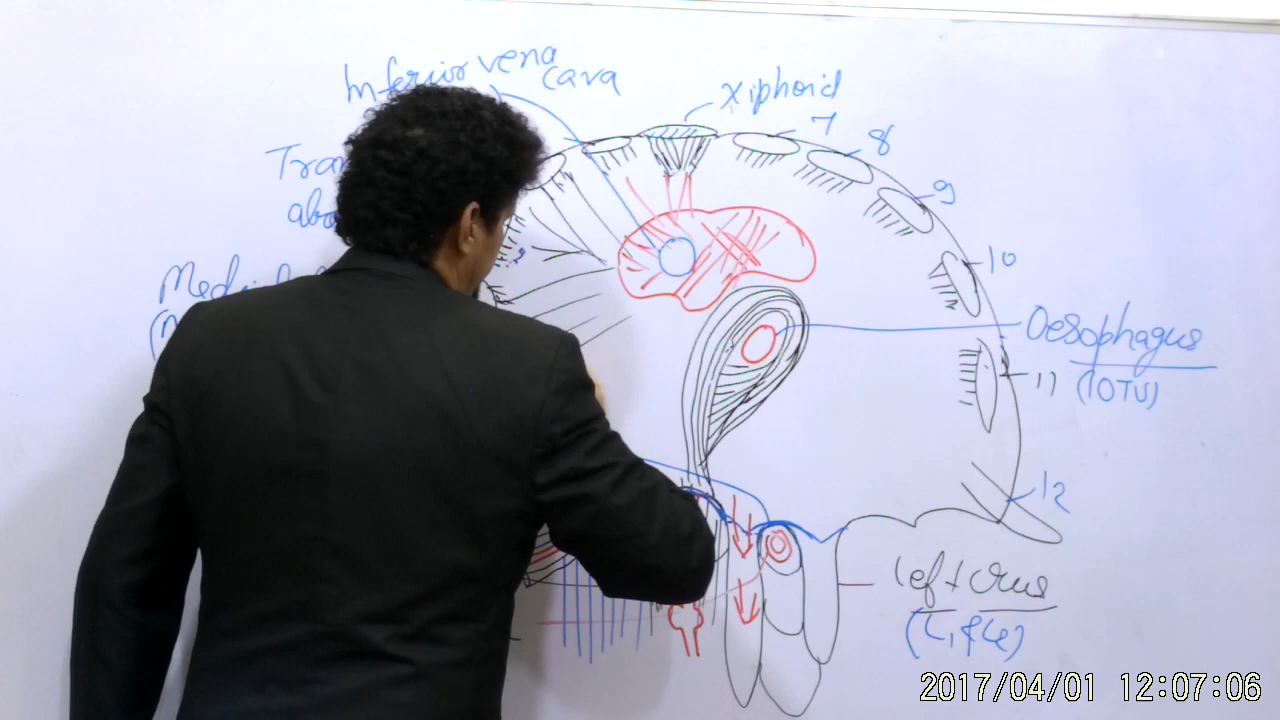 Inferior vena
cava
xiphoid
7
8
9
10
Oesophagus
11 (10TV)
12
left crus
(L1 & L2)
2017/04/01 12:07:06